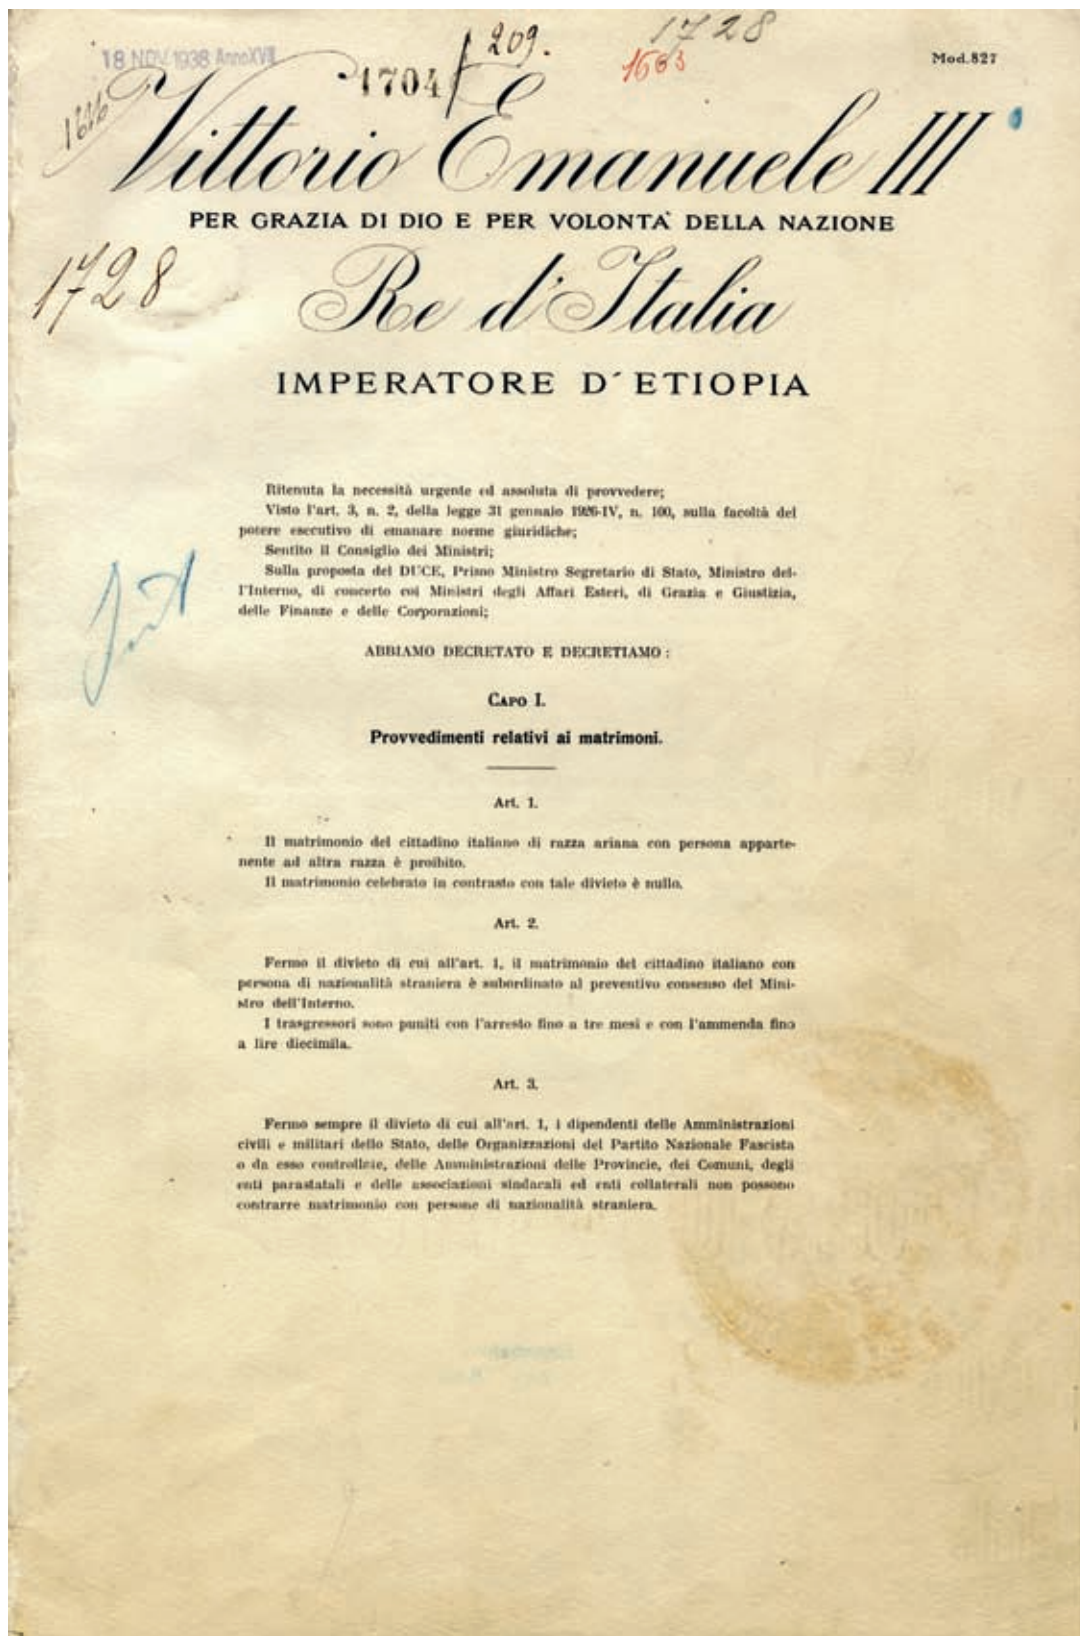 18 NOV. 1938 AnnoXVII
1704
209.
1728
1663
Mod.827
Vittorio Emanuele III
PER GRAZIA DI DIO E PER VOLONTA` DELLA NAZIONE
1728
Re d'Italia
IMPERATORE D'ETIOPIA
Ritenuta la necessità urgente ed assoluta di provvedere;
Visto l'art. 3, n. 2, della legge 31 gennaio 1926-IV, n. 100, sulla facoltà del
potere esecutivo di emanare norme giuridiche;
Sentito il Consiglio dei Ministri;
Sulla proposta del DUCE, Primo Ministro Segretario di Stato, Ministro del-
l'Interno, di concerto coi Ministri degli Affari Esteri, di Grazia e Giustizia,
delle Finanze e delle Corporazioni;
ABBIAMO DECRETATO E DECRETIAMO :
CAPO I.
Provvedimenti relativi ai matrimoni.
Art. 1.
Il matrimonio del cittadino italiano di razza ariana con persona apparte-
nente ad altra razza è proibito.
Il matrimonio celebrato in contrasto con tale divieto è nullo.
Art. 2.
Fermo il divieto di cui all'art. 1, il matrimonio del cittadino italiano con
persona di nazionalità straniera è subordinato al preventivo consenso del Mini-
stro dell'Interno.
I trasgressori sono puniti con l'arresto fino a tre mesi e con l'ammenda fino
a lire diecimila.
Art. 3.
Fermo sempre il divieto di cui all'art. 1, i dipendenti delle Amministrazioni
civili e militari dello Stato, delle Organizzazioni del Partito Nazionale Fascista
o da esso controllate, delle Amministrazioni delle Provincie, dei Comuni, degli
enti parastatali e delle associazioni sindacali ed enti collaterali non possono
contrarre matrimonio con persone di nazionalità straniera.